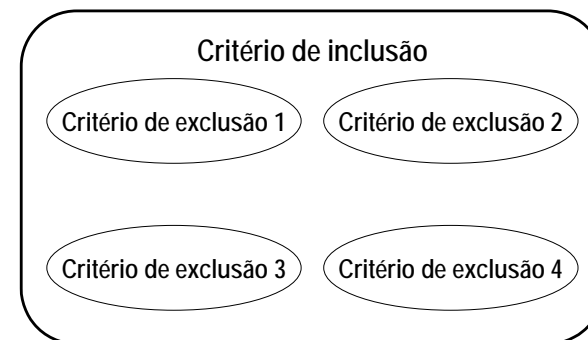 Critério de inclusão
Critério de exclusão 1
Critério de exclusão 2
Critério de exclusão 3
Critério de exclusão 4